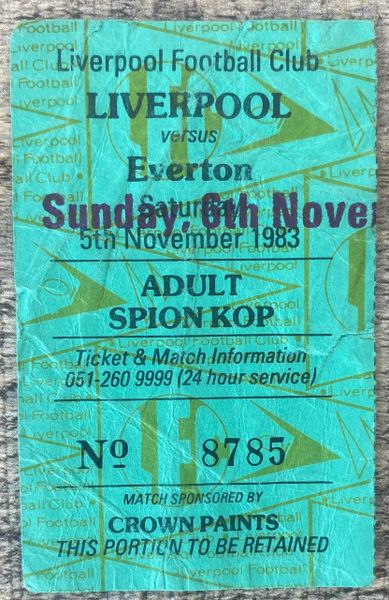 Liverpool Football Club
LIVERPOOL
versus
Everton
Saturday
Sunday, 6th Nove
5th November 1983
ADULT
SPION KOP
Ticket & Match Information
051-260 9999 (24 hour service)
Nº 8785
MATCH SPONSORED BY
CROWN PAINTS
THIS PORTION TO BE RETAINED